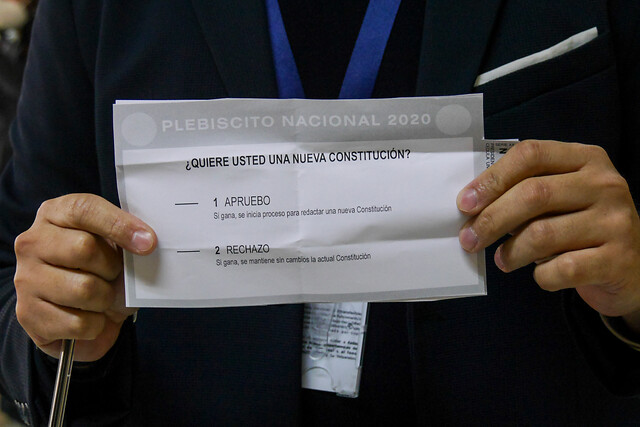 PLEBISCITO NACIONAL 2020
¿QUIERE USTED UNA NUEVA CONSTITUCIÓN?
1 APRUEBO
Si gana, se inicia proceso para redactar una nueva Constitución
2 RECHAZO
Si gana, se mantiene sin cambios la actual Constitución